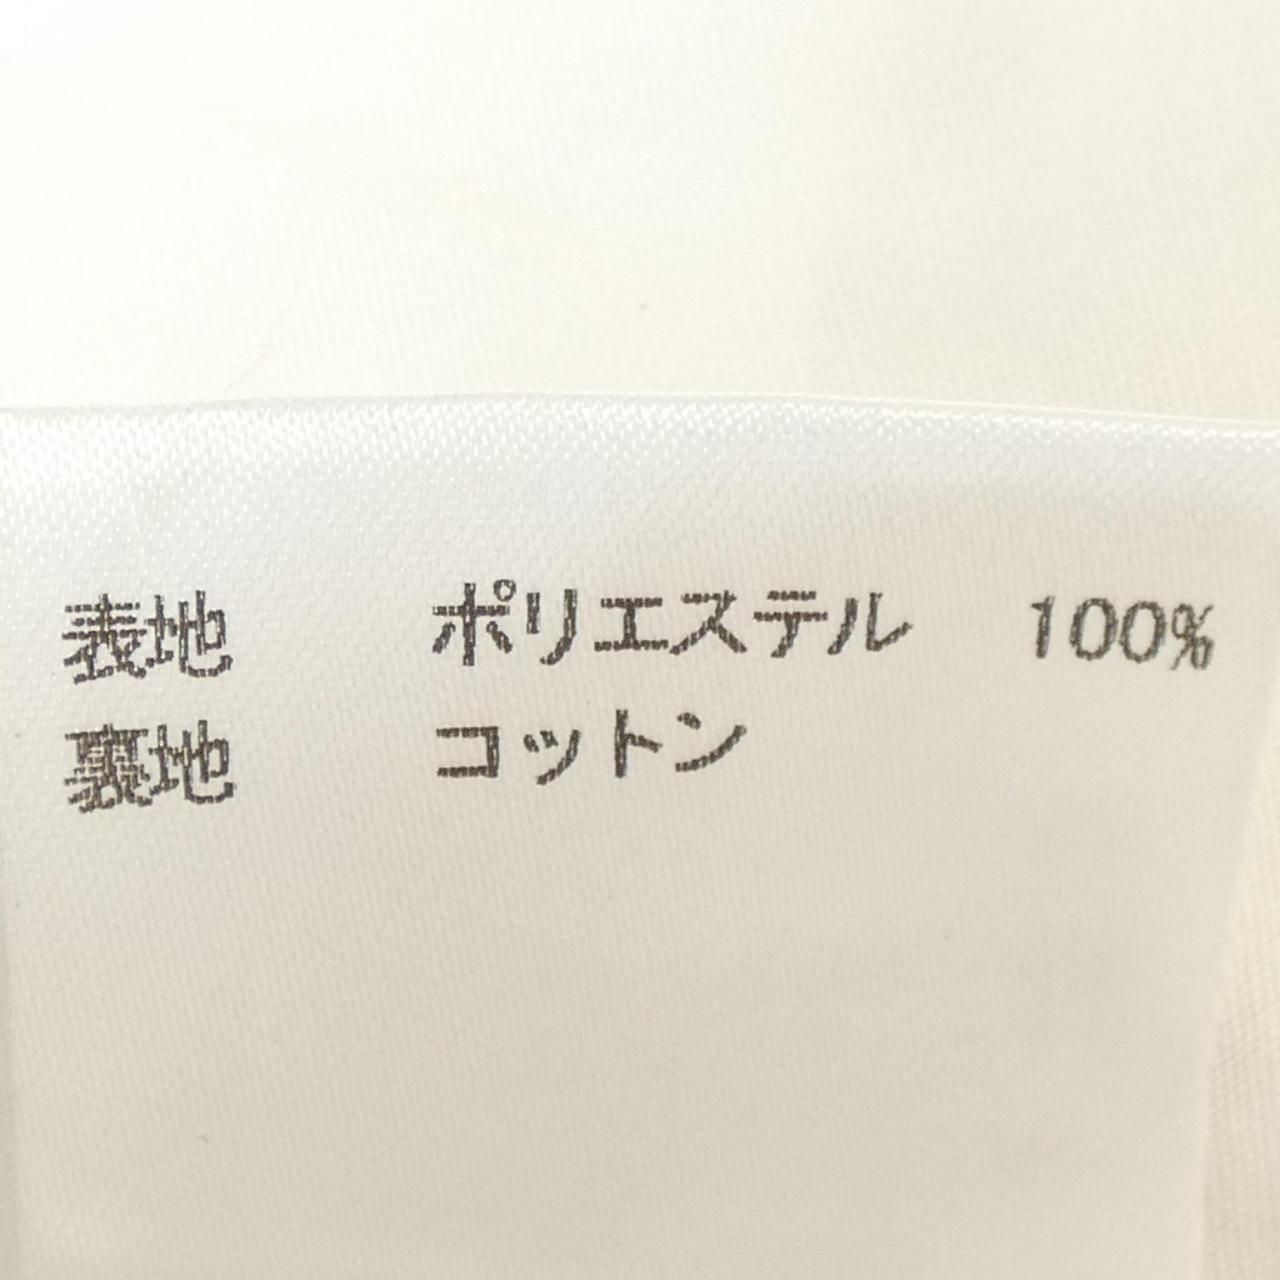 表地 ポリエステル 100%
裏地 コットン